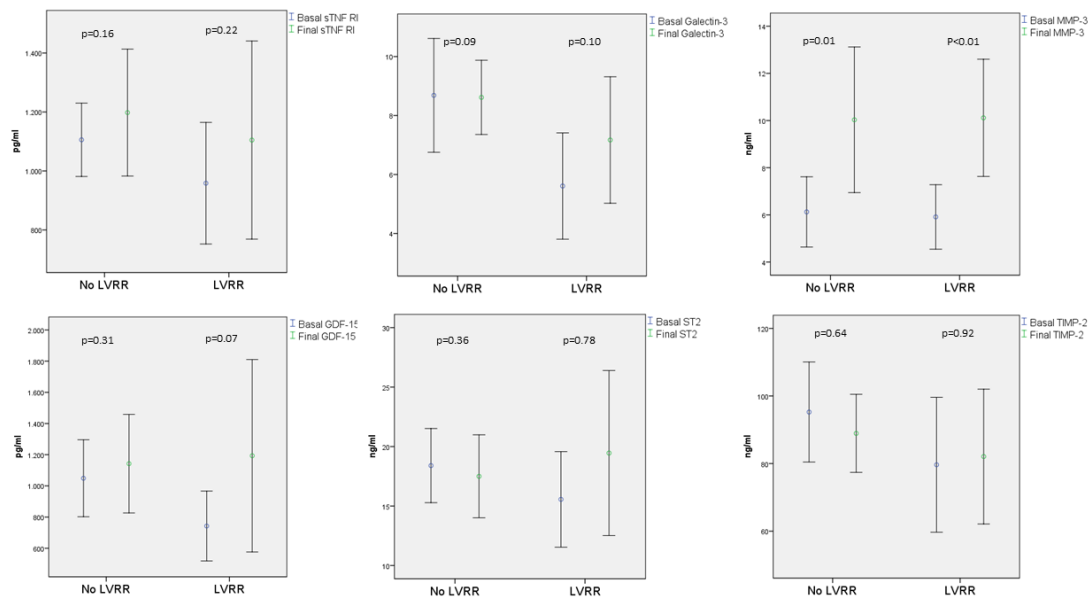 Basal sTNF RI
Final sTNF RI
p=0.16
p=0.22
1.400
1.200
1.000
800
pg/ml
No LVRR
LVRR
Basal Galectin-3
Final Galectin-3
p=0.09
p=0.10
10
8
6
4
ng/ml
No LVRR
LVRR
Basal MMP-3
Final MMP-3
p=0.01
P<0.01
14
12
10
8
6
4
ng/ml
No LVRR
LVRR
Basal GDF-15
Final GDF-15
p=0.31
p=0.07
2.000
1.800
1.600
1.400
1.200
1.000
800
600
pg/ml
No LVRR
LVRR
Basal ST2
Final ST2
p=0.36
p=0.78
30
25
20
15
10
ng/ml
No LVRR
LVRR
Basal TIMP-2
Final TIMP-2
p=0.64
p=0.92
120
100
80
60
ng/ml
No LVRR
LVRR